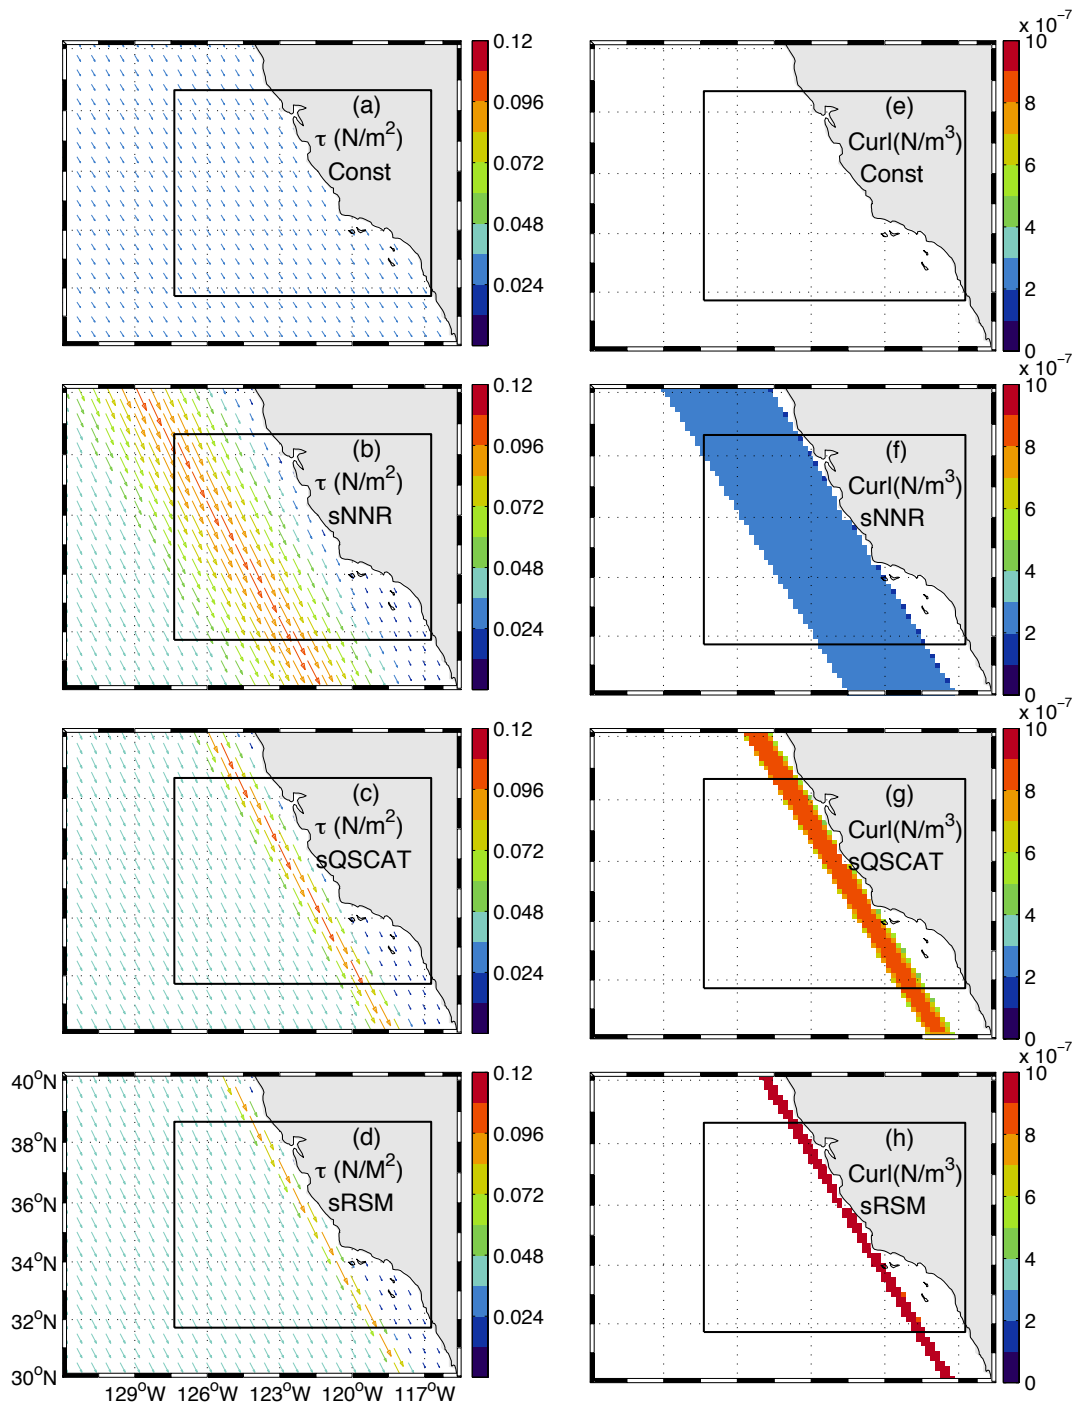 x 10⁻⁷
0.12
0.096
0.072
0.048
0.024
(a)
τ (N/m²)
Const
10
8
6
4
2
0
(e)
Curl(N/m³)
Const
x 10⁻⁷
0.12
0.096
0.072
0.048
0.024
(b)
τ (N/m²)
sNNR
10
8
6
4
2
0
(f)
Curl(N/m³)
sNNR
x 10⁻⁷
0.12
0.096
0.072
0.048
0.024
(c)
τ (N/m²)
sQSCAT
10
8
6
4
2
0
(g)
Curl(N/m³)
sQSCAT
x 10⁻⁷
40°N
38°N
36°N
34°N
32°N
30°N
129°W 126°W 123°W 120°W 117°W
0.12
0.096
0.072
0.048
0.024
(d)
τ (N/M²)
sRSM
10
8
6
4
2
0
(h)
Curl(N/m³)
sRSM